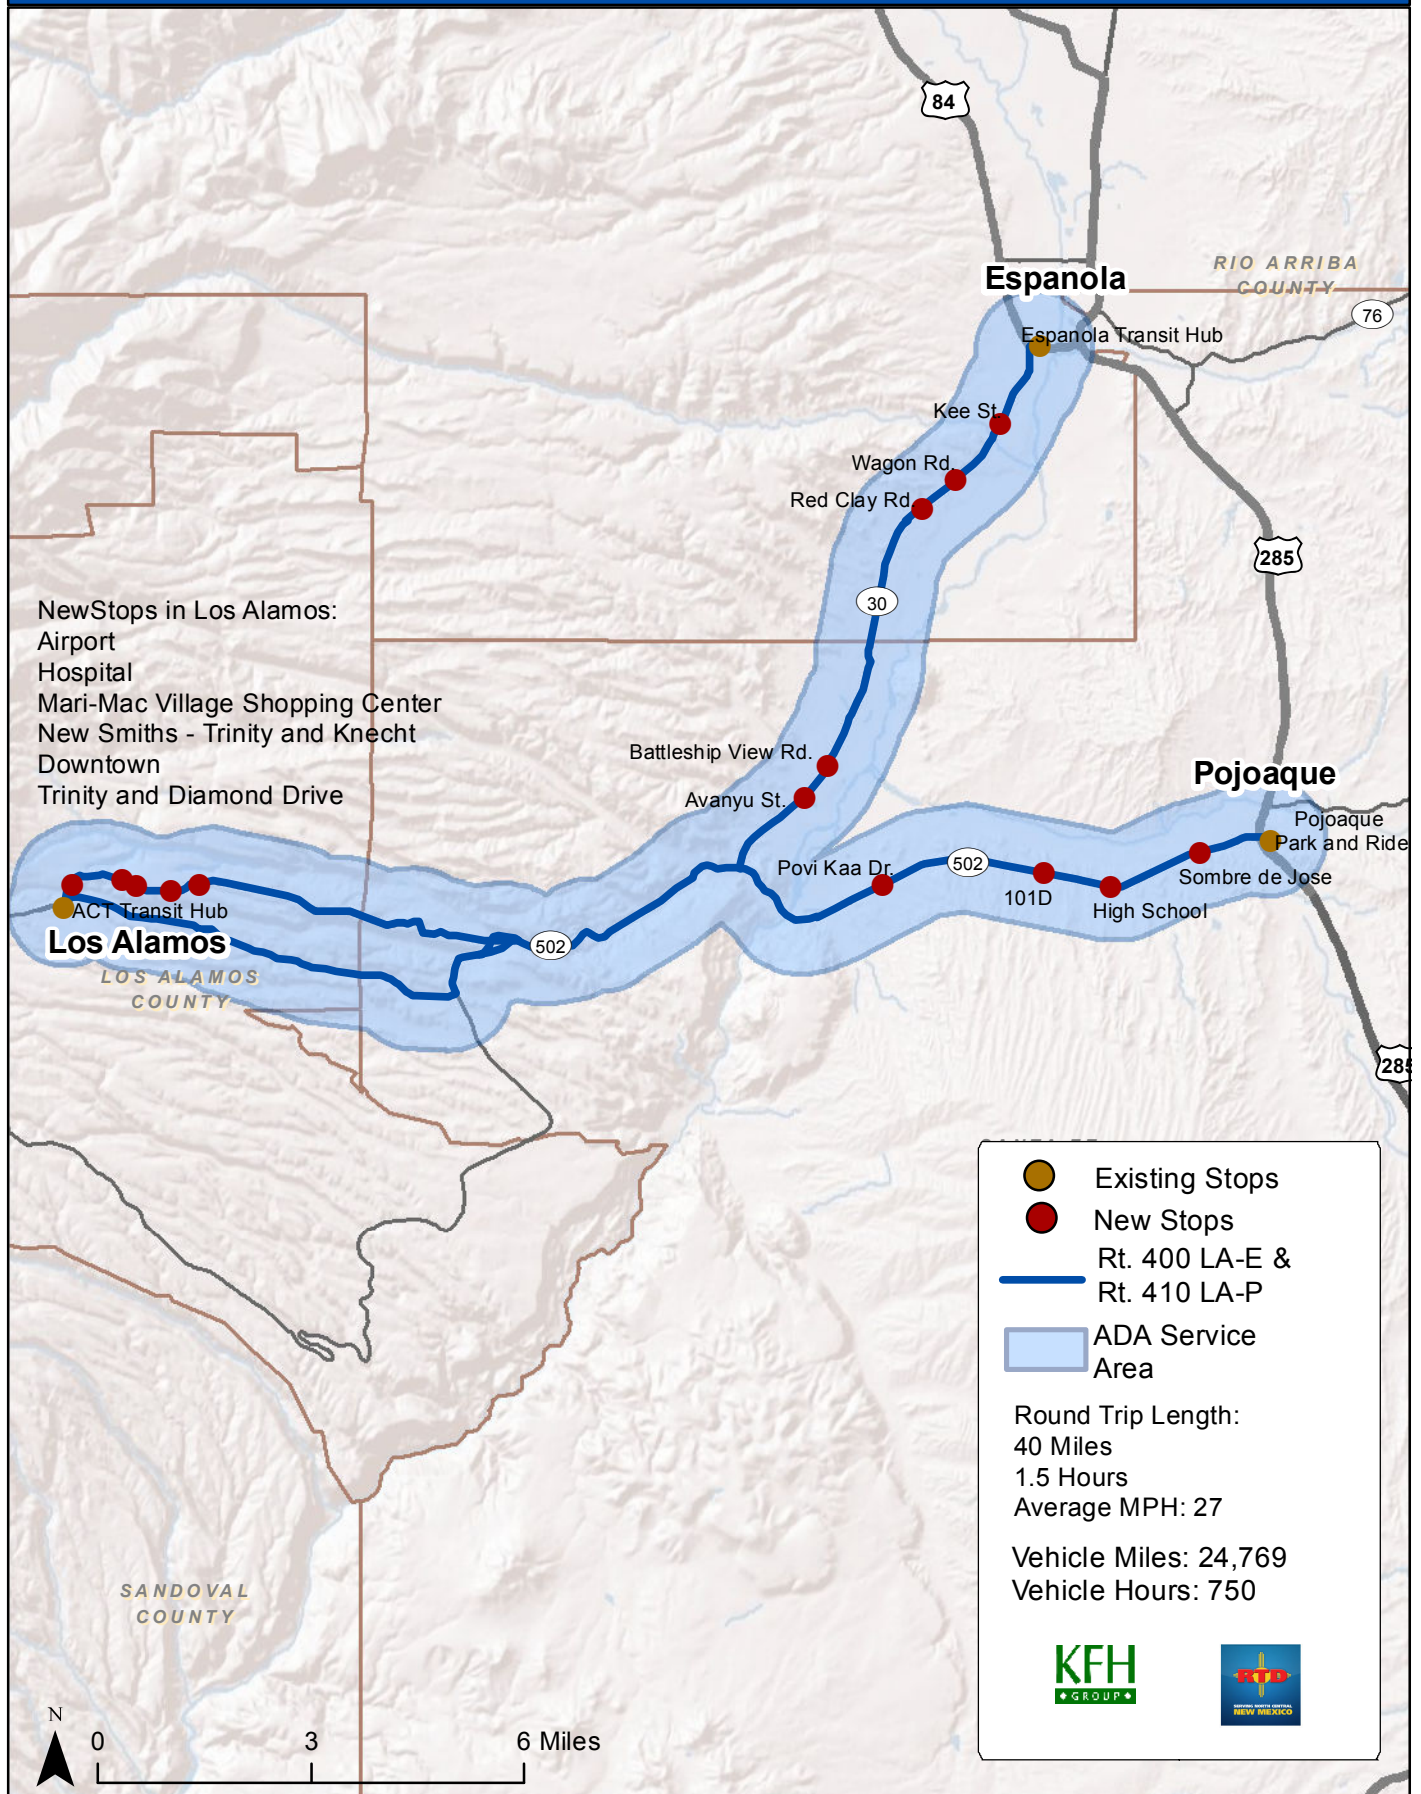 84
RIO ARRIBA
COUNTY
Espanola
76
Espanola Transit Hub
Kee St.
Wagon Rd.
Red Clay Rd.
285
30
NewStops in Los Alamos:
Airport
Hospital
Mari-Mac Village Shopping Center
New Smiths - Trinity and Knecht
Downtown
Trinity and Diamond Drive
Battleship View Rd.
Avanyu St.
Pojoaque
Pojoaque
Park and Ride
Povi Kaa Dr.
502
101D
High School
Sombre de Jose
ACT Transit Hub
Los Alamos
502
LOS ALAMOS
COUNTY
285
Existing Stops
New Stops
Rt. 400 LA-E &
Rt. 410 LA-P
ADA Service
Area
Round Trip Length:
40 Miles
1.5 Hours
Average MPH: 27
Vehicle Miles: 24,769
Vehicle Hours: 750
SANDOVAL
COUNTY
KFH
GROUP
RTD
SERVING NORTH CENTRAL
NEW MEXICO
N
0 3 6 Miles